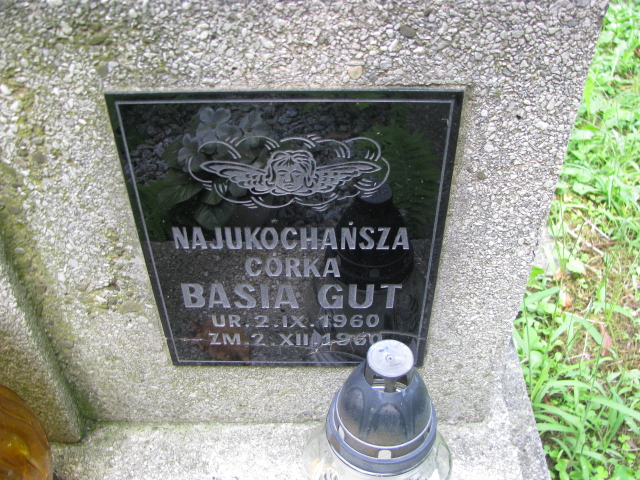 NAJUKOCHAŃSZA
CÓRKA
BASIA GUT
UR. 2. IX. 1960
ZM. 2. XII. 1960